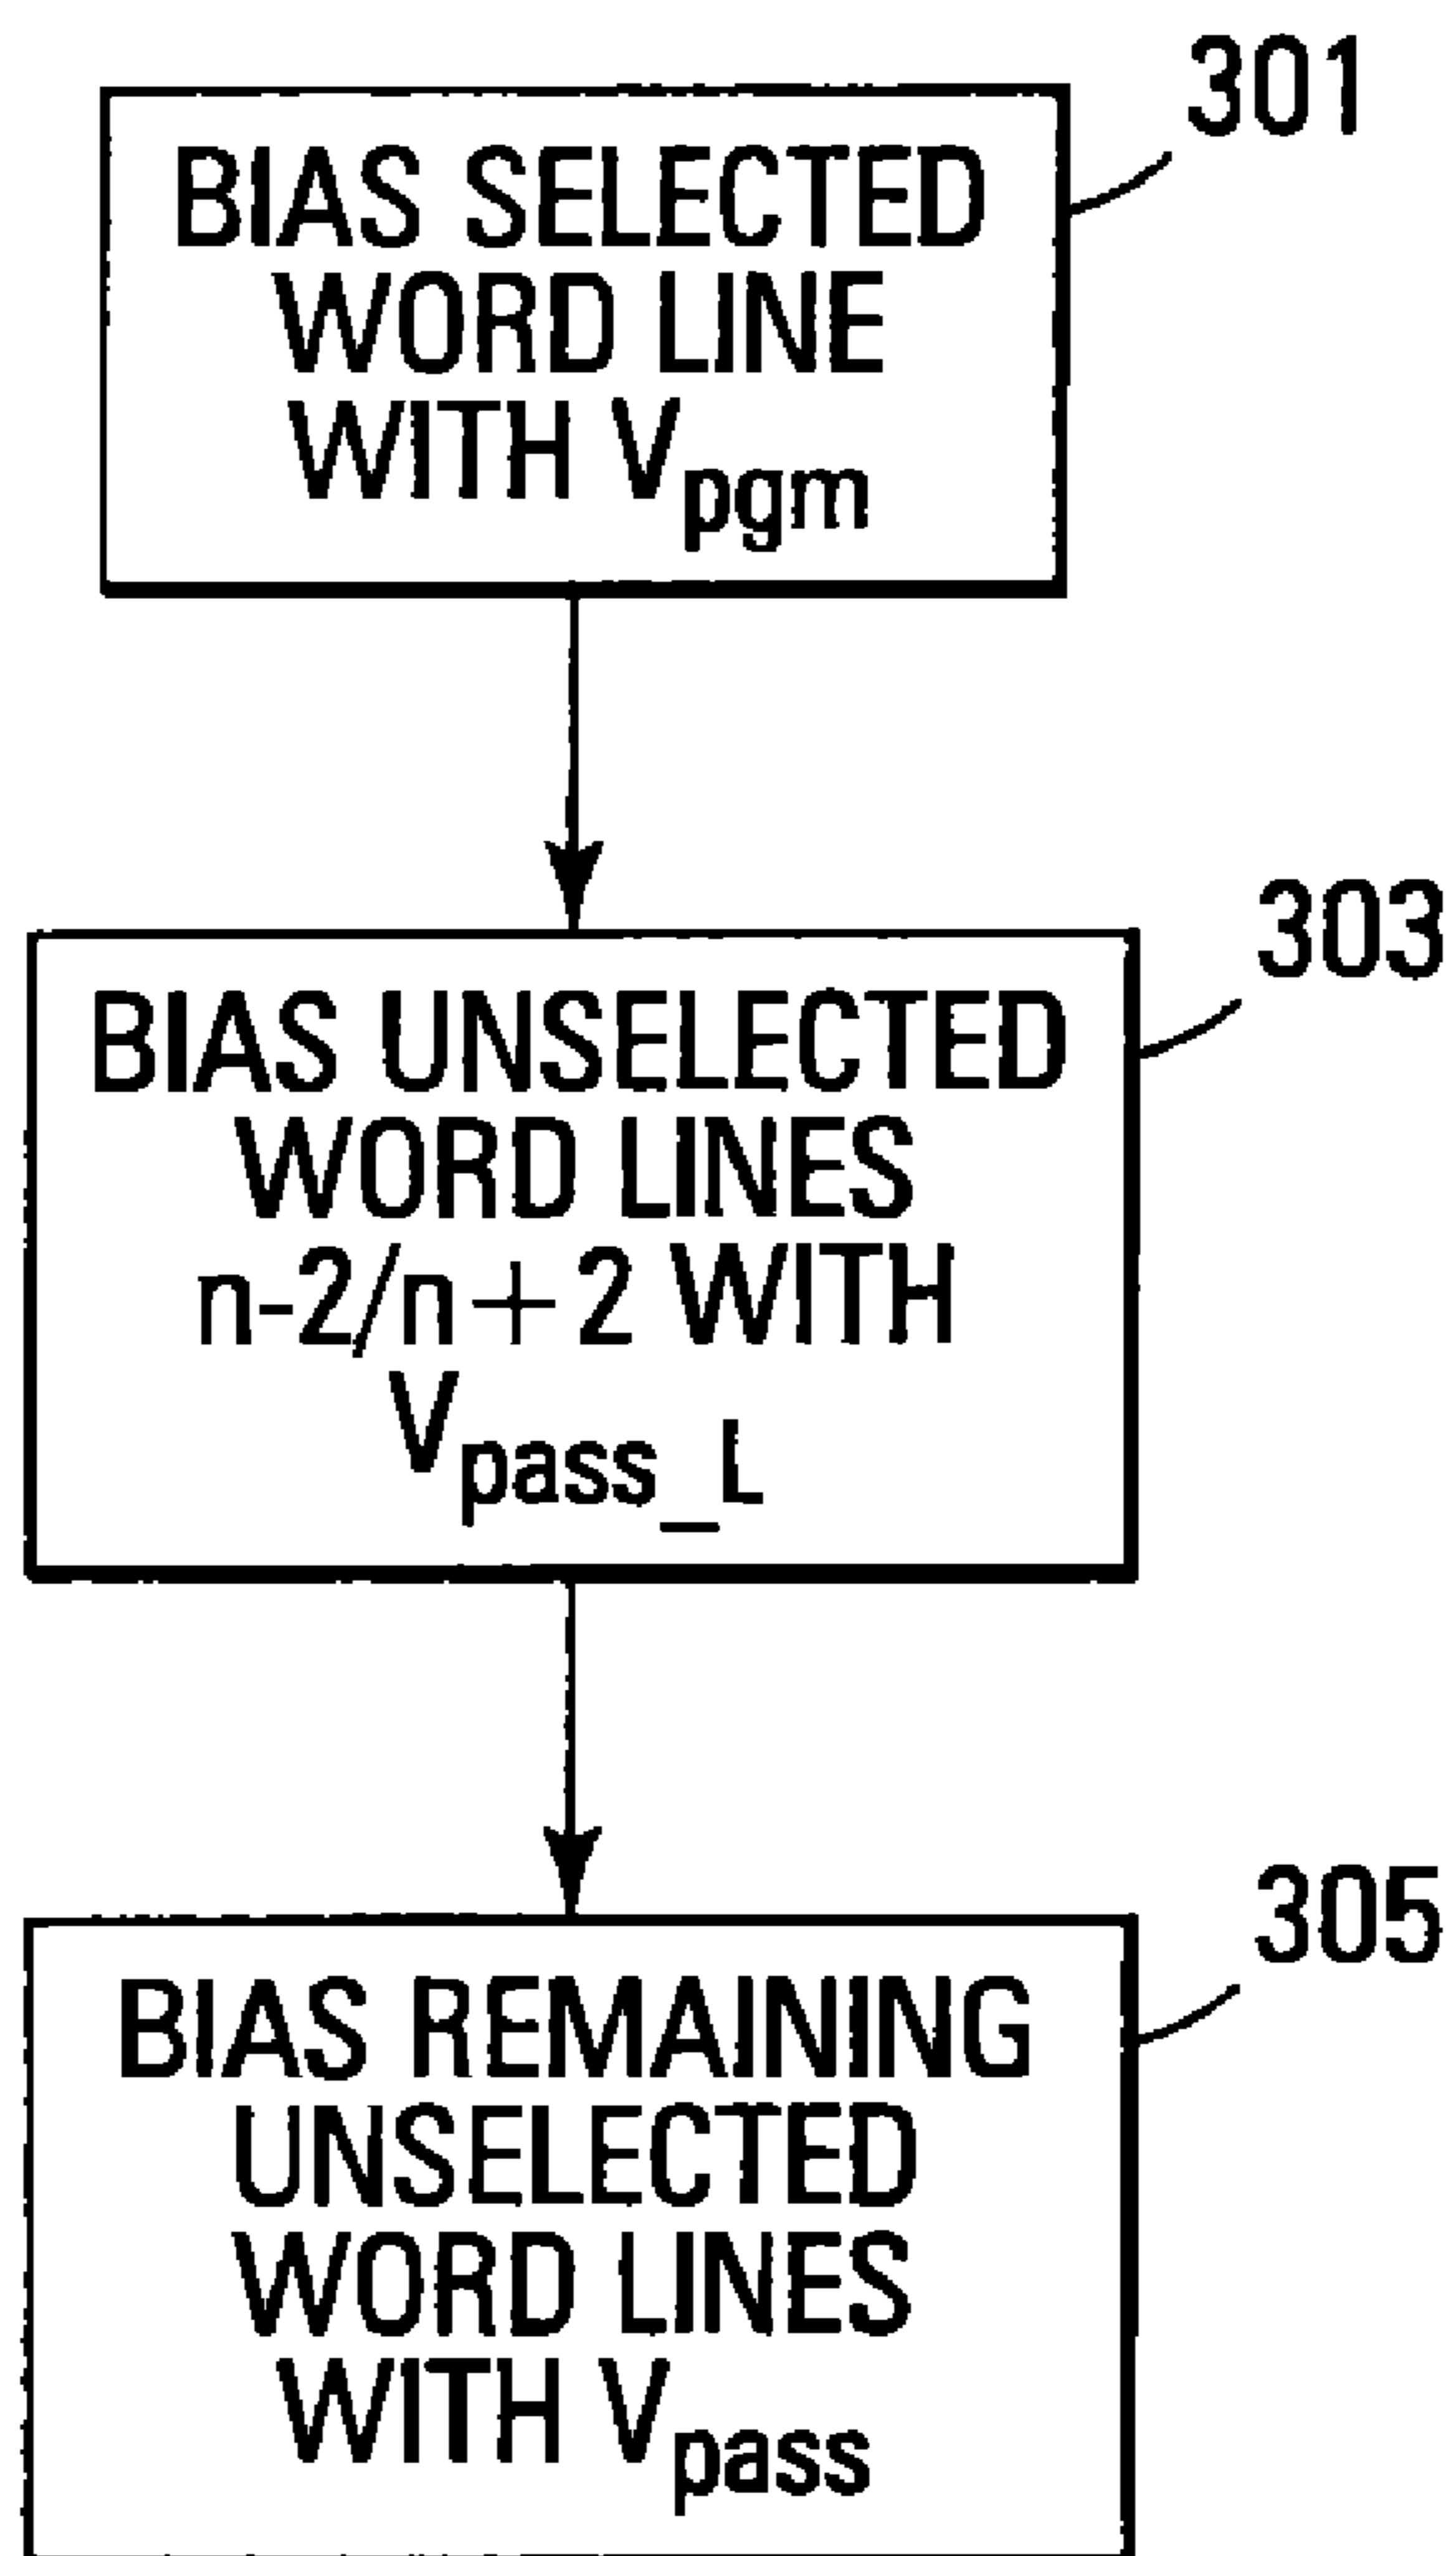 301
BIAS SELECTED
WORD LINE
WITH Vpgm
303
BIAS UNSELECTED
WORD LINES
n-2/n+2 WITH
Vpass_L
305
BIAS REMAINING
UNSELECTED
WORD LINES
WITH Vpass